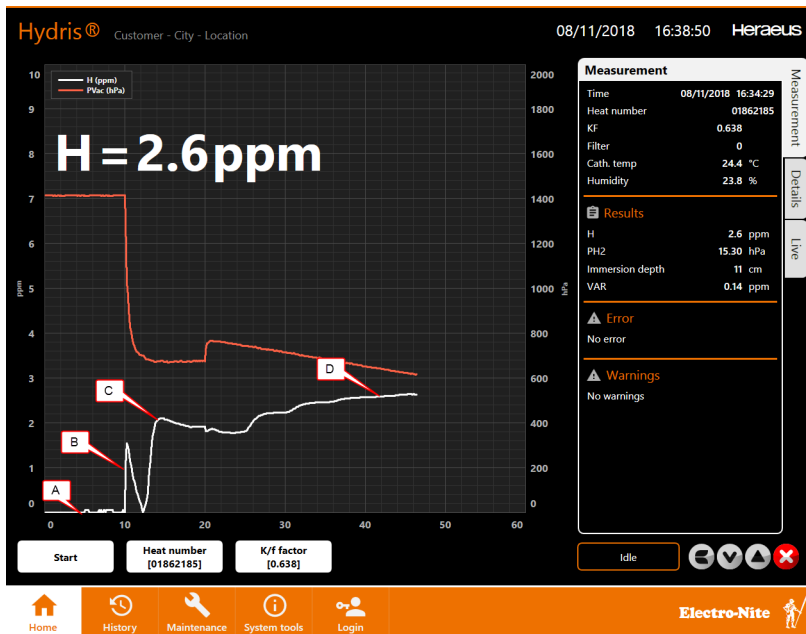 Hydris® Customer - City - Location 08/11/2018 16:38:50 Heraeus
H (ppm)
PVac (hPa)
H = 2.6 ppm
10
9
8
7
6
5
4
3
2
1
0
ppm
2000
1800
1600
1400
1200
1000
800
600
400
200
0
hPa
A
B
C
D
0 10 20 30 40 50 60
Measurement
Time 08/11/2018 16:34:29
Heat number 01862185
KF 0.638
Filter 0
Cath. temp 24.4 °C
Humidity 23.8 %
Results
H 2.6 ppm
PH2 15.30 hPa
Immersion depth 11 cm
VAR 0.14 ppm
Error
No error
Warnings
No warnings
Measurement
Details
Live
Start
Heat number
[01862185]
K/f factor
[0.638]
Idle
Home
History
Maintenance
System tools
Login
Electro-Nite